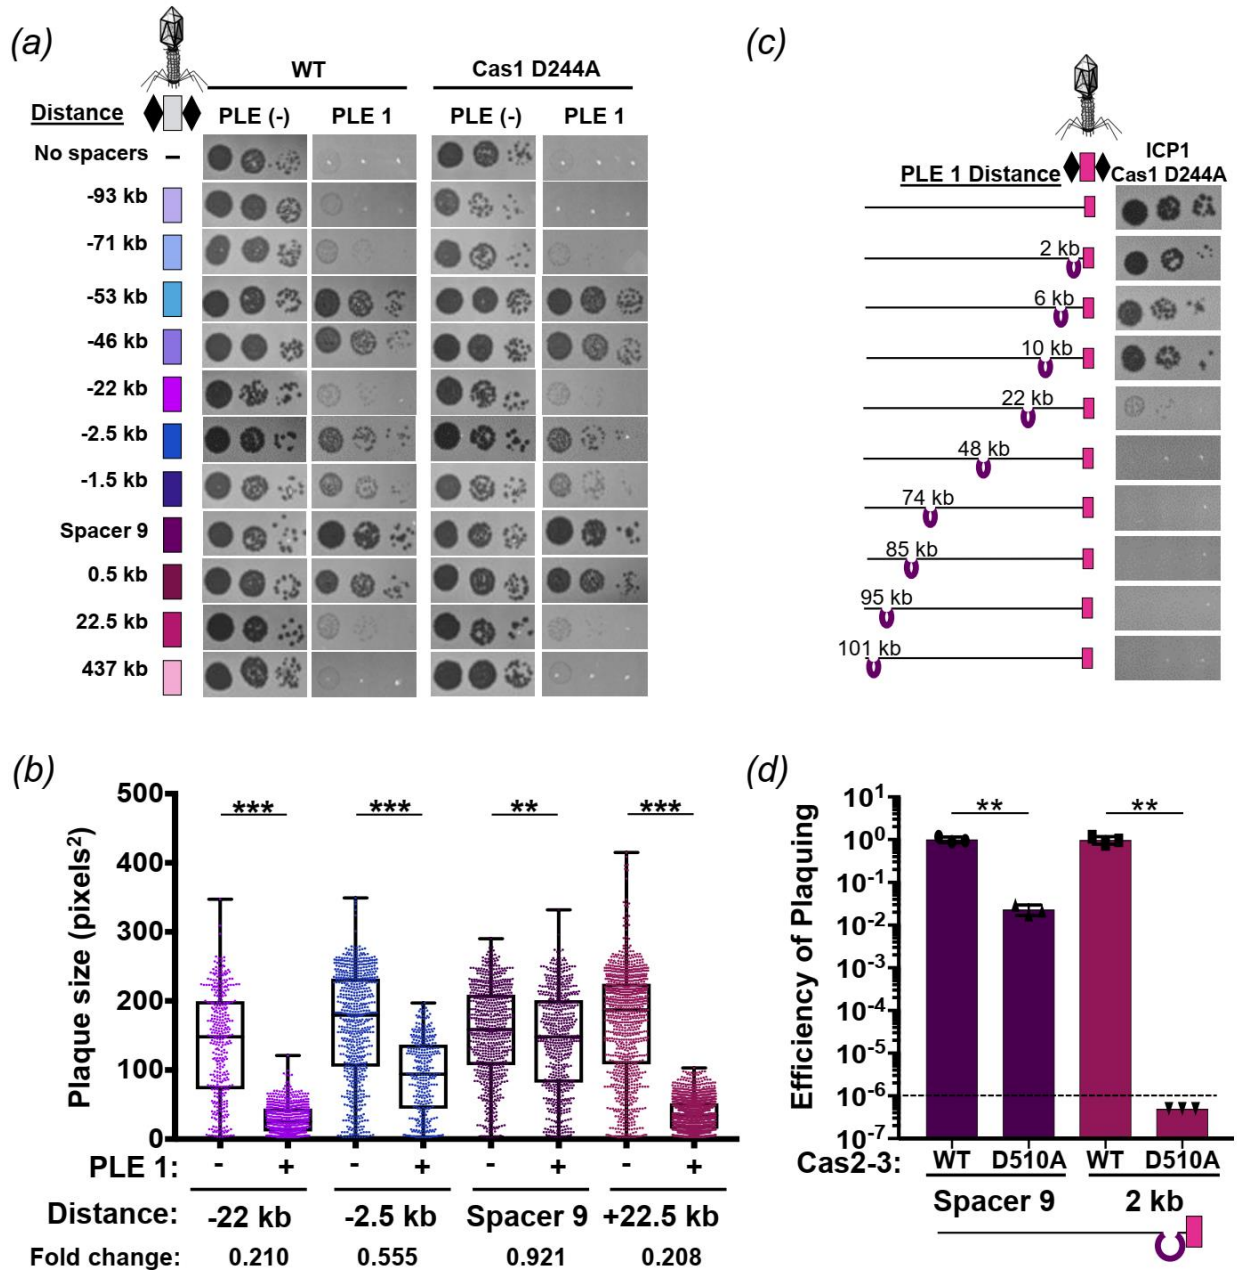 (a)
WT Cas1 D244A
Distance PLE (-) PLE 1 PLE (-) PLE 1
No spacers –
-93 kb
-71 kb
-53 kb
-46 kb
-22 kb
-2.5 kb
-1.5 kb
Spacer 9
0.5 kb
22.5 kb
437 kb
(c)
ICP1
PLE 1 Distance Cas1 D244A
2 kb
6 kb
10 kb
22 kb
48 kb
74 kb
85 kb
95 kb
101 kb
(b)
Plaque size (pixels²)
500
400
300
200
100
0
*** *** ** ***
PLE 1: - + - + - + - +
Distance: -22 kb -2.5 kb Spacer 9 +22.5 kb
Fold change: 0.210 0.555 0.921 0.208
(d)
Efficiency of Plaquing
10¹
10⁰
10⁻¹
10⁻²
10⁻³
10⁻⁴
10⁻⁵
10⁻⁶
10⁻⁷
** **
Cas2-3: WT D510A WT D510A
Spacer 9 2 kb